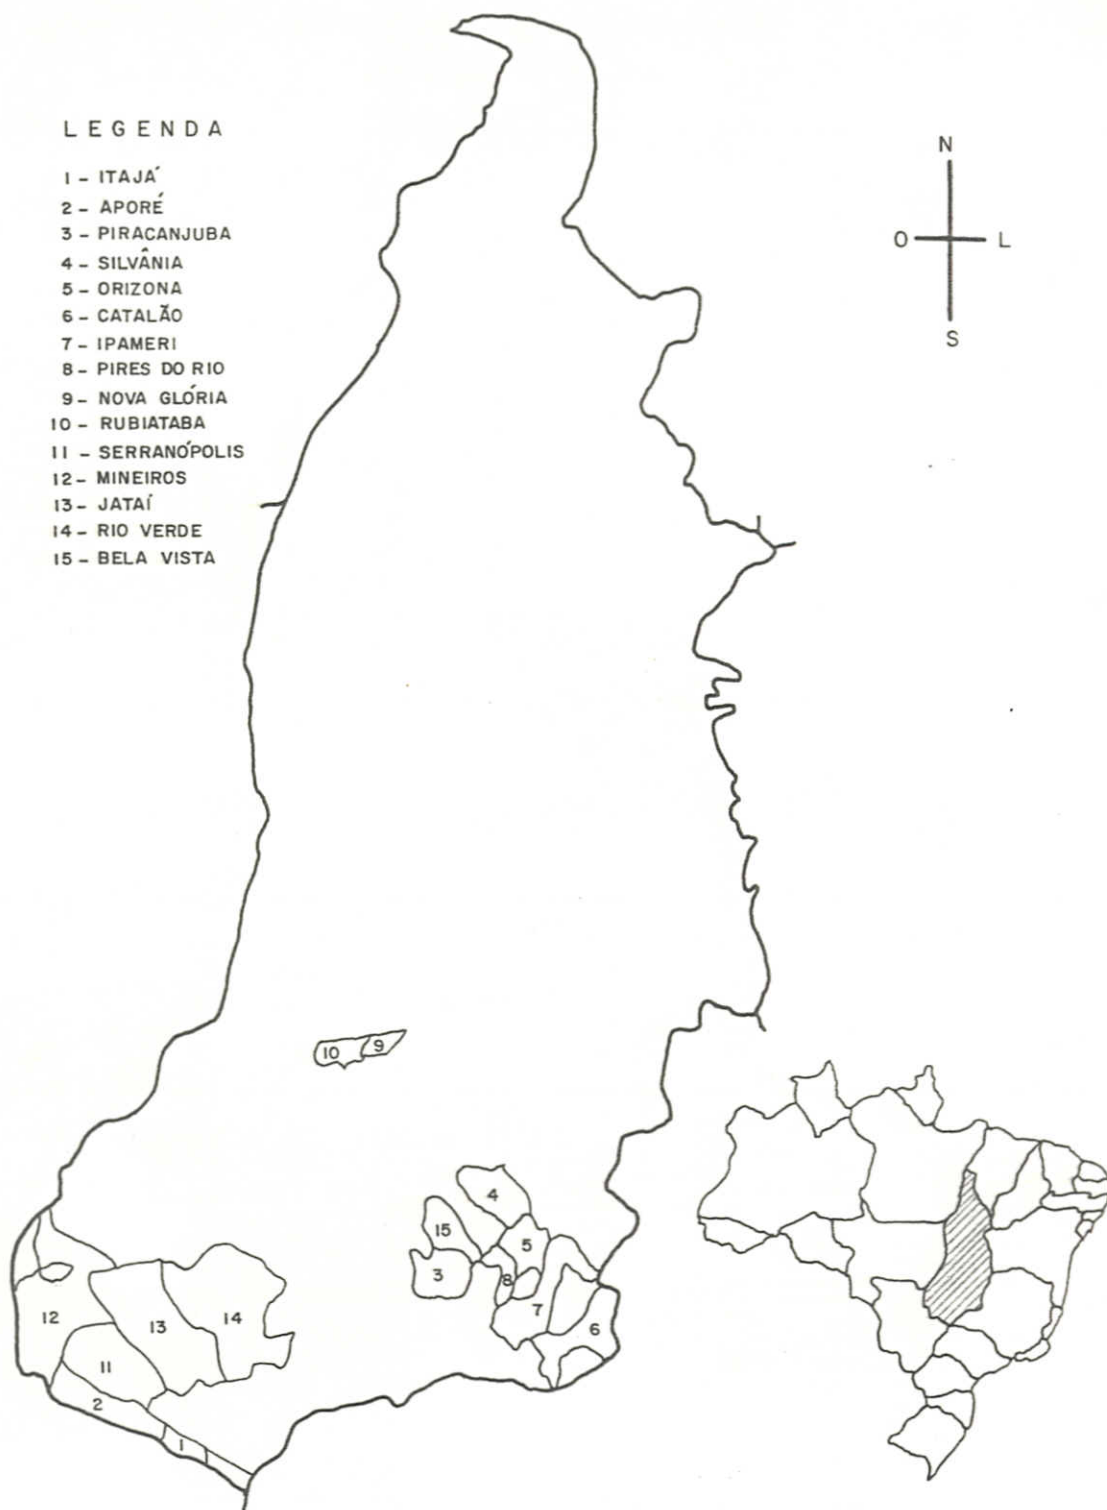 LEGENDA
1 - ITAJÁ
2 - APORÉ
3 - PIRACANJUBA
4 - SILVÂNIA
5 - ORIZONA
6 - CATALÃO
7 - IPAMERI
8 - PIRES DO RIO
9 - NOVA GLÓRIA
10 - RUBIATABA
11 - SERRANÓPOLIS
12 - MINEIROS
13 - JATAÍ
14 - RIO VERDE
15 - BELA VISTA
N
O L
S
10 9
4
15
5
3
8
7
12
13
14
6
11
2
1